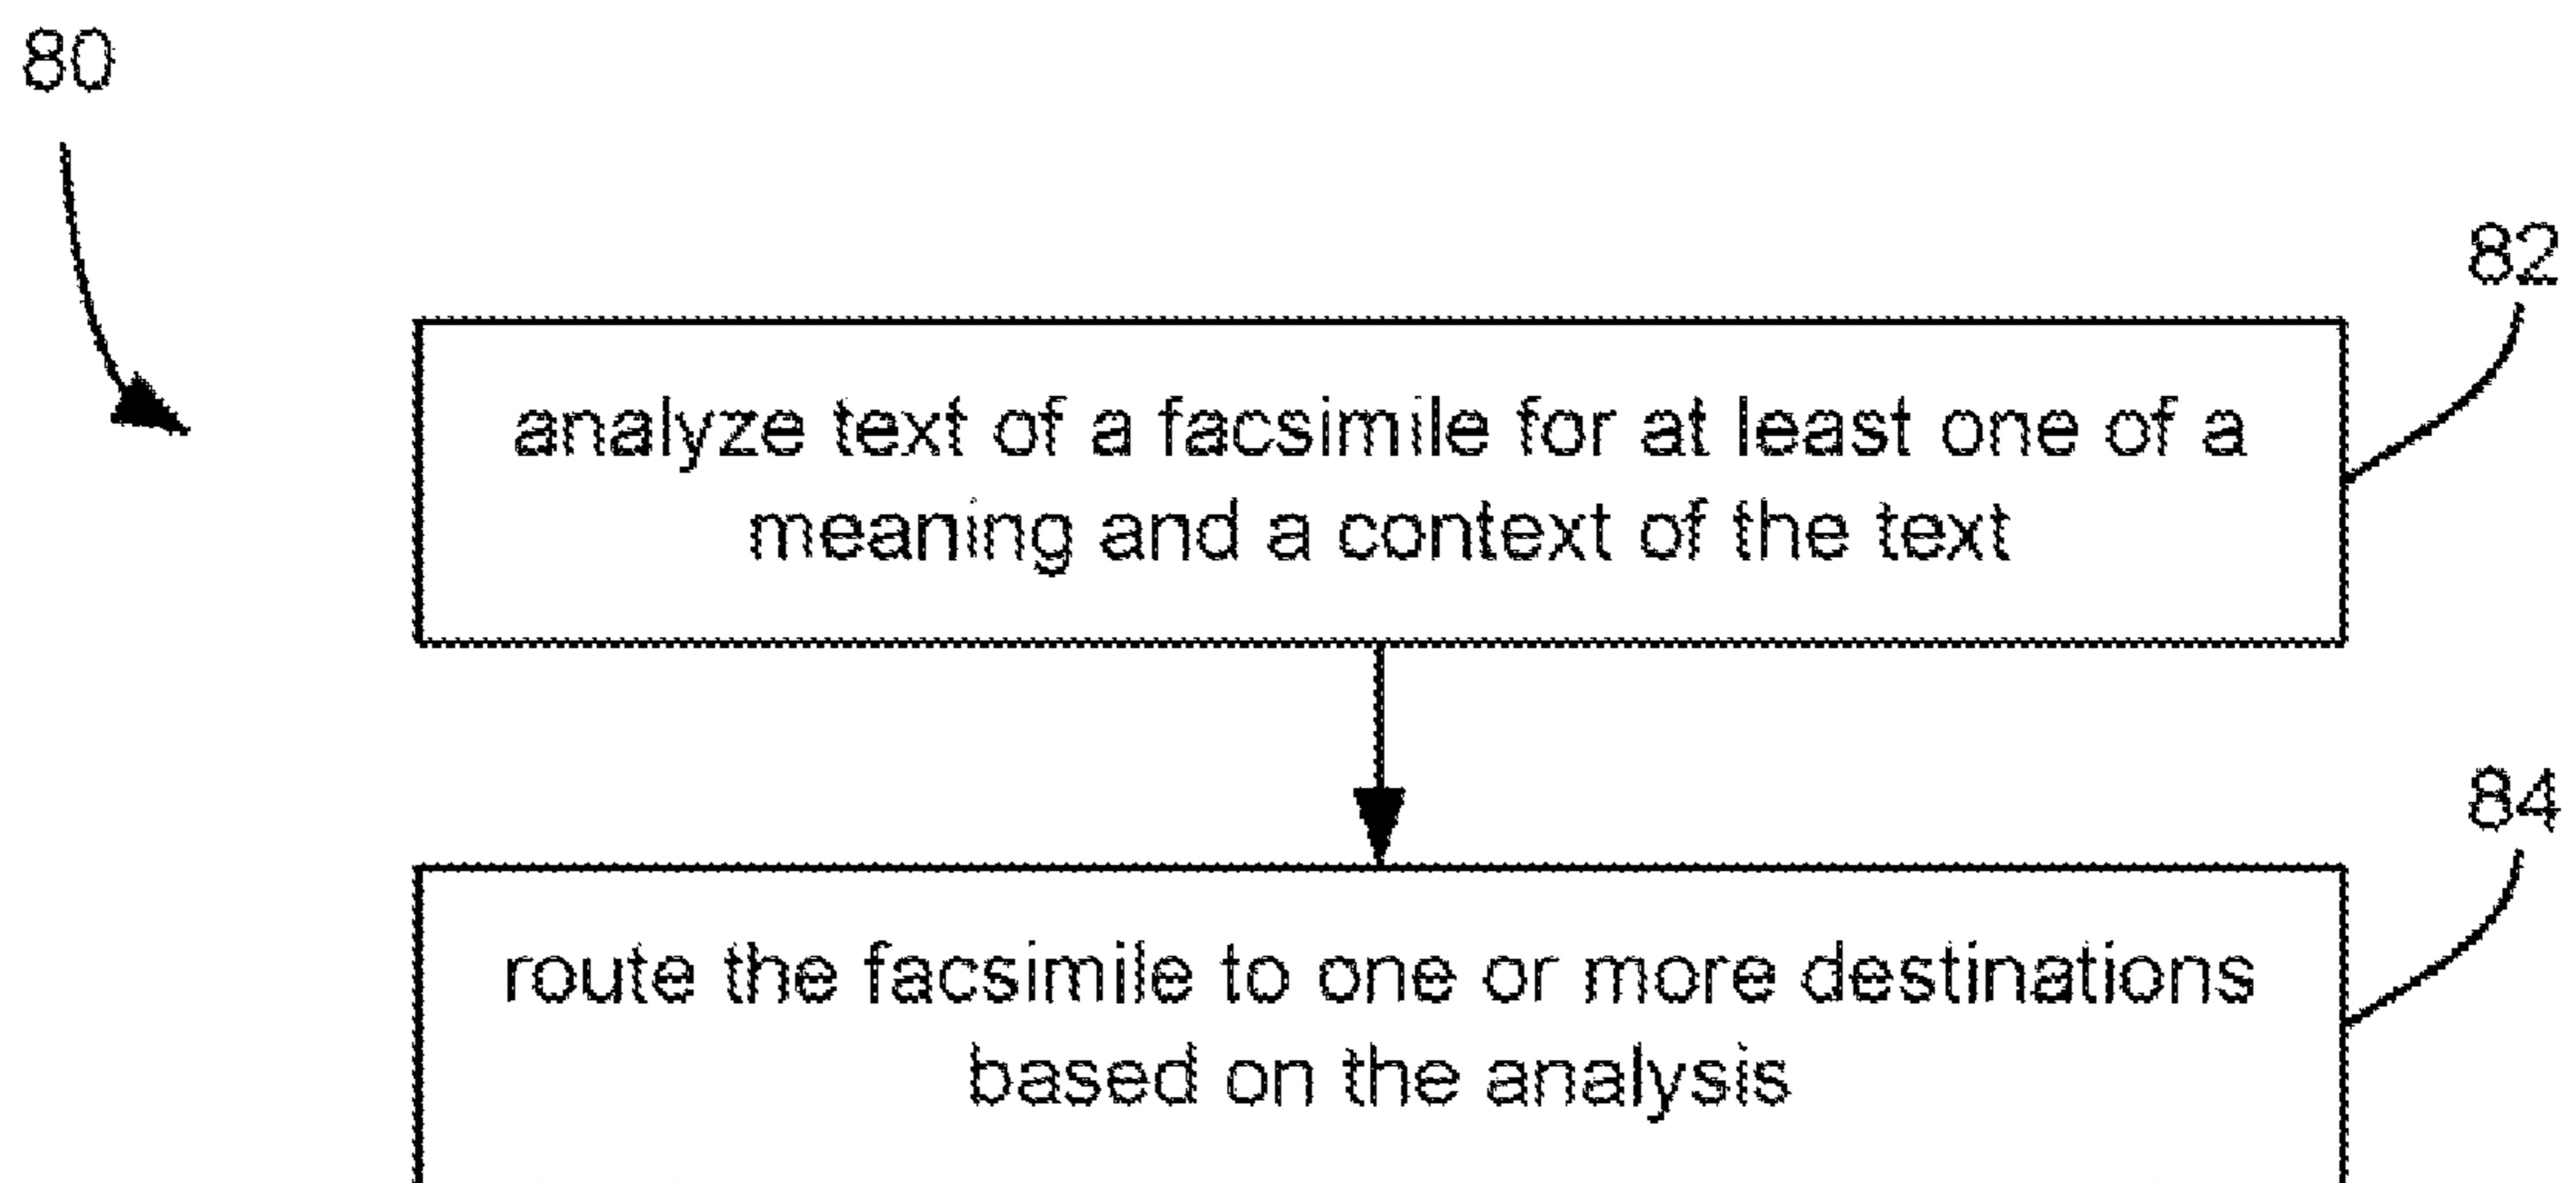 80
82
analyze text of a facsimile for at least one of a
meaning and a context of the text
84
route the facsimile to one or more destinations
based on the analysis